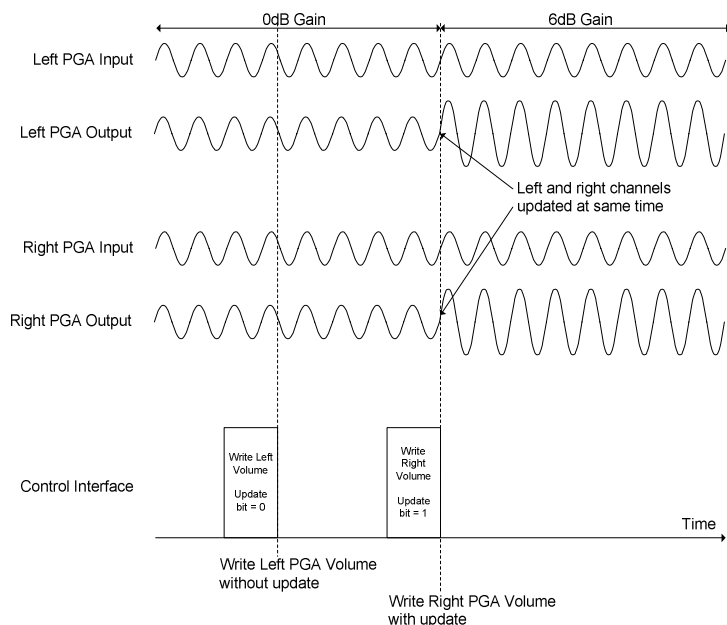 0dB Gain
6dB Gain
Left PGA Input
Left PGA Output
Left and right channels
updated at same time
Right PGA Input
Right PGA Output
Control Interface
Write Left
Volume
Update
bit = 0
Write
Right
Volume
Update
bit = 1
Time
Write Left PGA Volume
without update
Write Right PGA Volume
with update